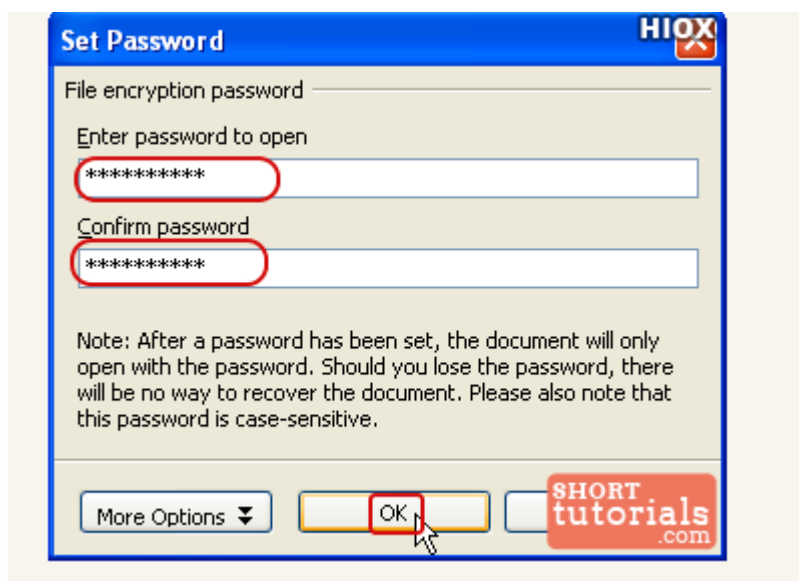 Set Password
HIOX
File encryption password
Enter password to open
**********
Confirm password
**********
Note: After a password has been set, the document will only
open with the password. Should you lose the password, there
will be no way to recover the document. Please also note that
this password is case-sensitive.
More Options
OK
SHORT
tutorials
.com